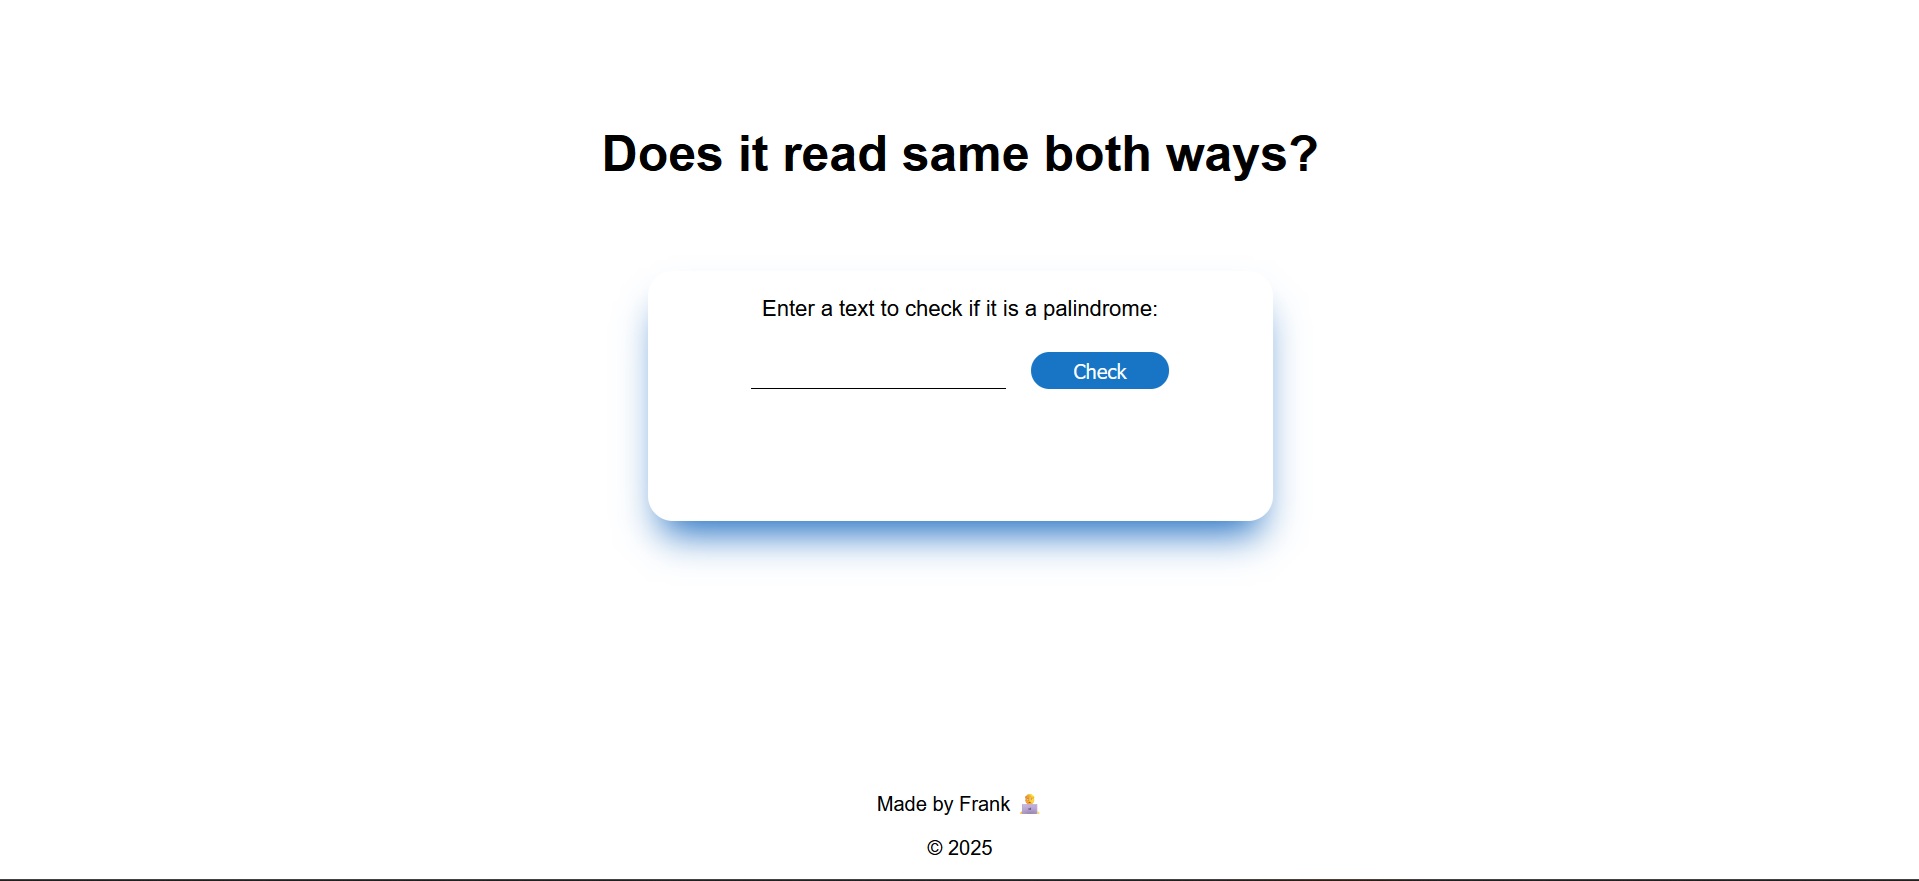 Does it read same both ways?
Enter a text to check if it is a palindrome:
Check
Made by Frank
© 2025